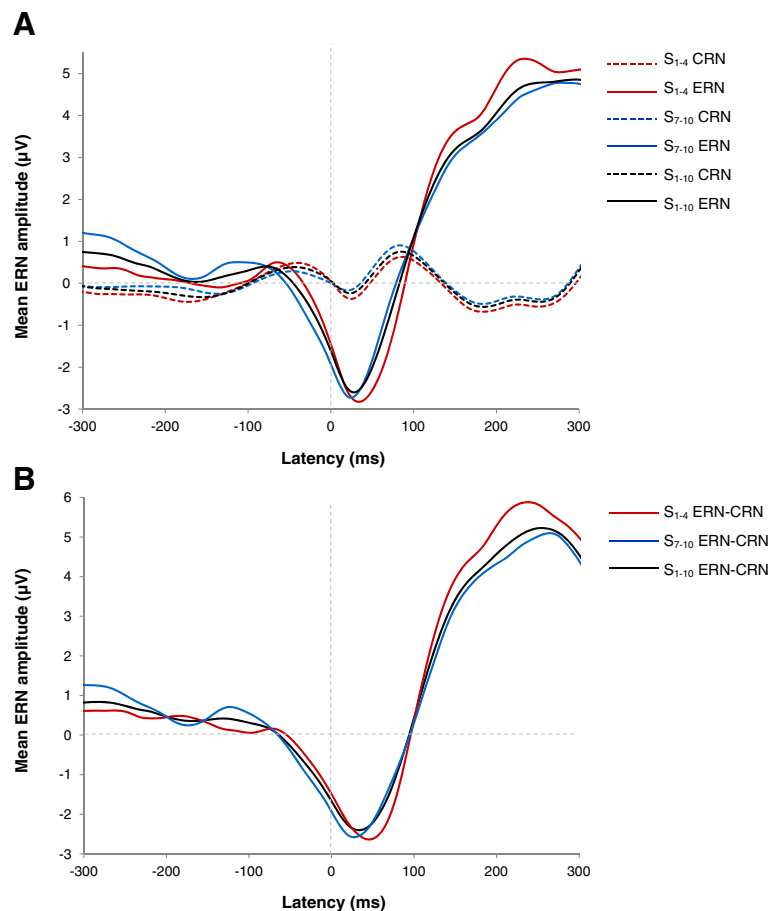 A
Mean ERN amplitude (µV)
5
4
3
2
1
0
-1
-2
-3
-300
-200
-100
0
100
200
300
Latency (ms)
S1-4 CRN
S1-4 ERN
S7-10 CRN
S7-10 ERN
S1-10 CRN
S1-10 ERN
B
Mean ERN amplitude (µV)
6
5
4
3
2
1
0
-1
-2
-3
-300
-200
-100
0
100
200
300
Latency (ms)
S1-4 ERN-CRN
S7-10 ERN-CRN
S1-10 ERN-CRN